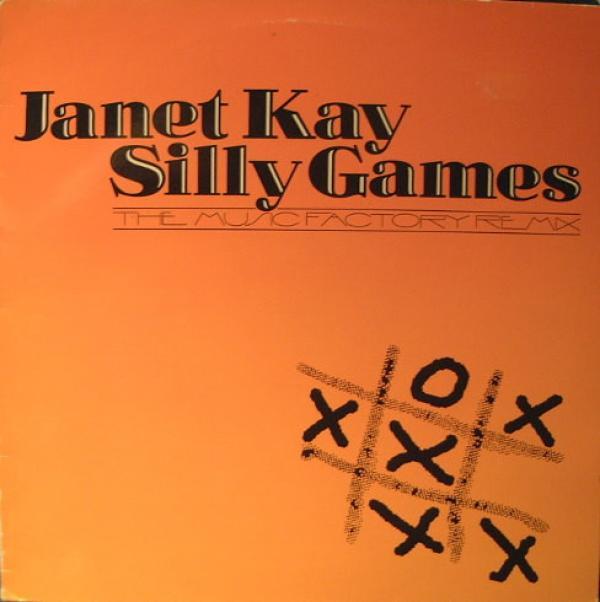 Janet Kay
Silly Games
THE MUSIC FACTORY REMIX